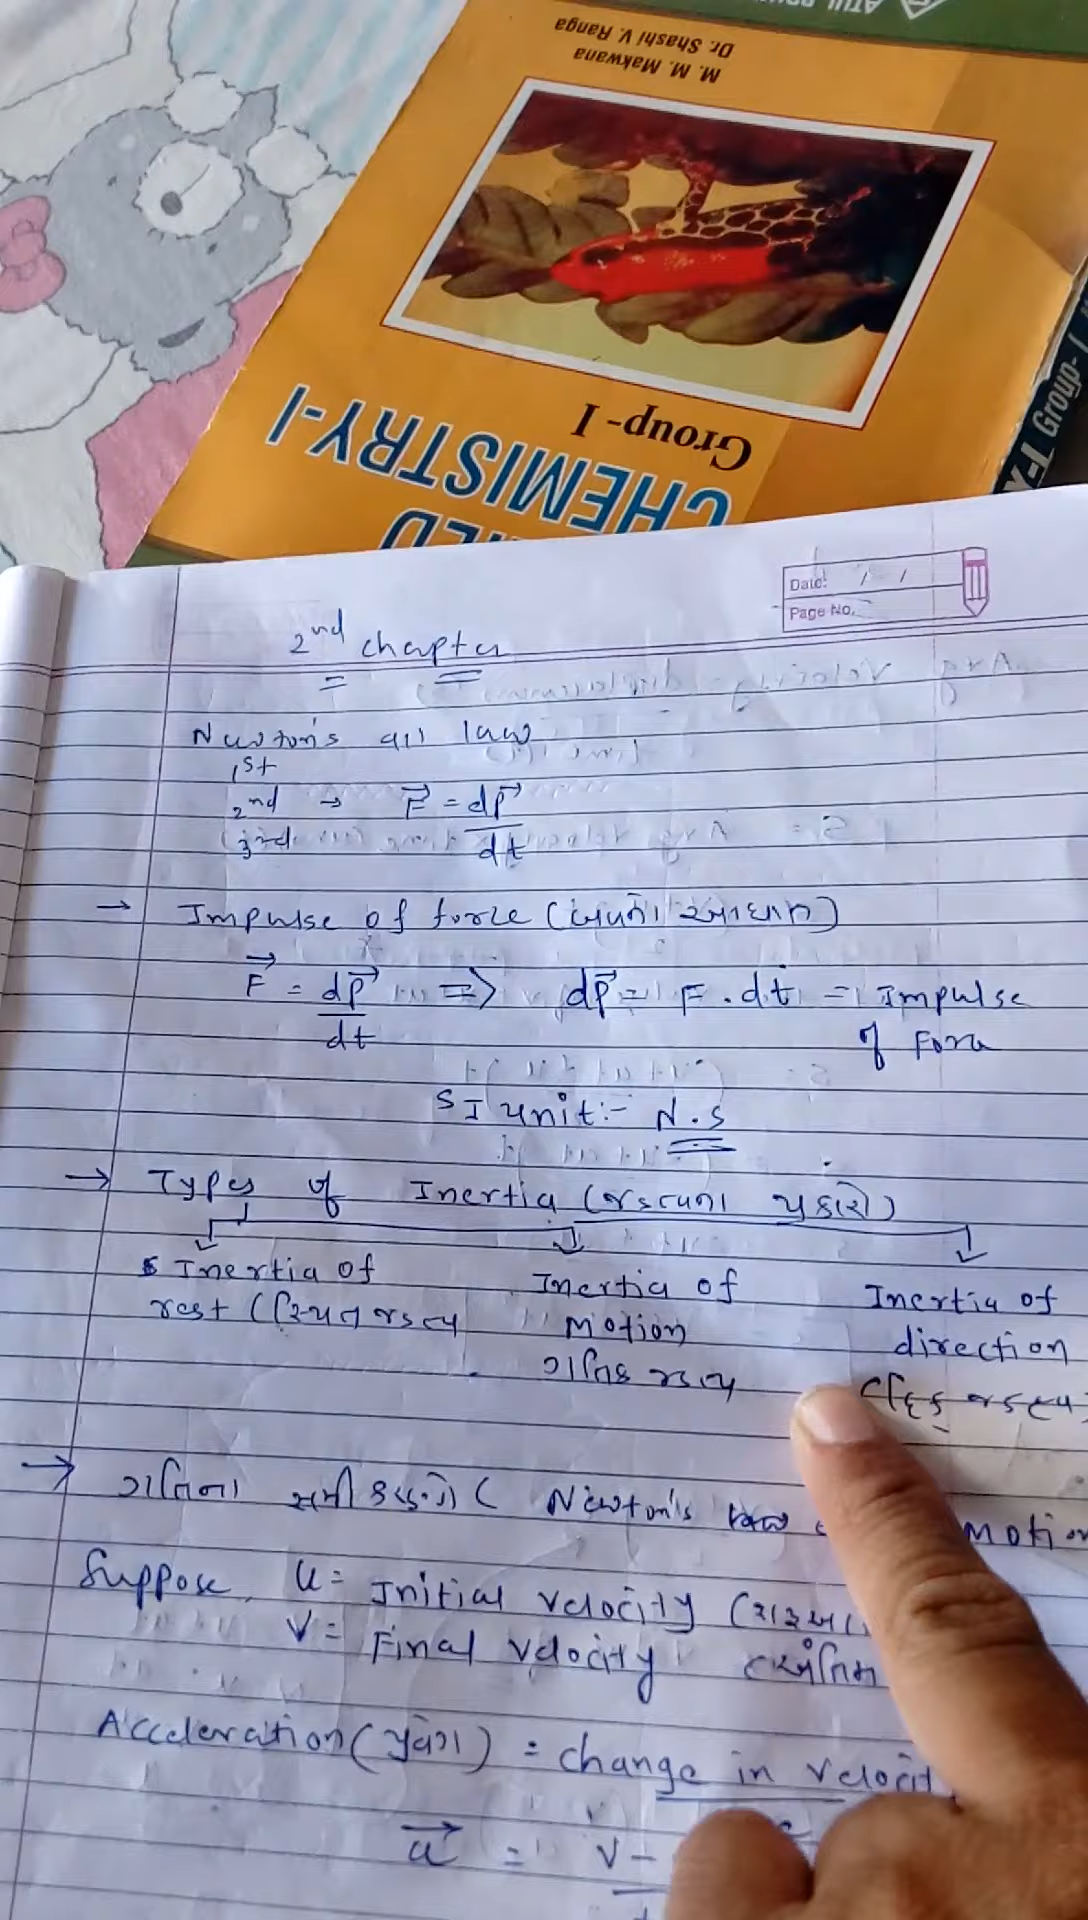 M. M. Makwana
Dr. Shashi V. Ranga
Group-I
CHEMISTRY-I
Group-I
Date: / /
Page No.
2nd chapter
Newton's law
1st
2nd → F⃗ = dp⃗/dt
3rd
→ Impulse of force (બળનો આઘાત)
F⃗ = dp⃗/dt ⇒ dp⃗ = F . dt = Impulse of Force
SI unit:- N.s
→ Types of Inertia (જડત્વના પ્રકારો)
Inertia of rest (સ્થિત જડત્વ
Inertia of Motion ગતિક જડત્વ
Inertia of direction દિક્ જડત્વ
→ ગતિના સમીકરણો ( Newton's law Motion
Suppose, u = Initial velocity
V = Final velocity
Acceleration (પ્રવેગ) = change in velocit
a⃗ = V -